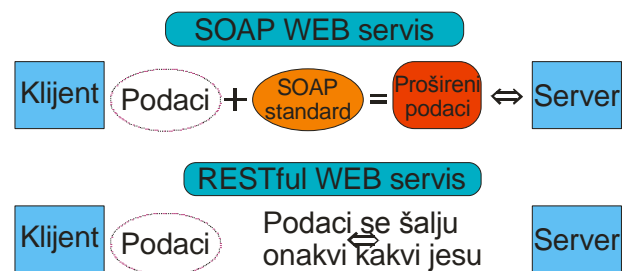 SOAP WEB servis
Klijent
Podaci
+
SOAP
standard
=
Prošireni
podaci
⇔
Server
RESTful WEB servis
Klijent
Podaci
Podaci se šalju
onakvi kakvi jesu
⇔
Server